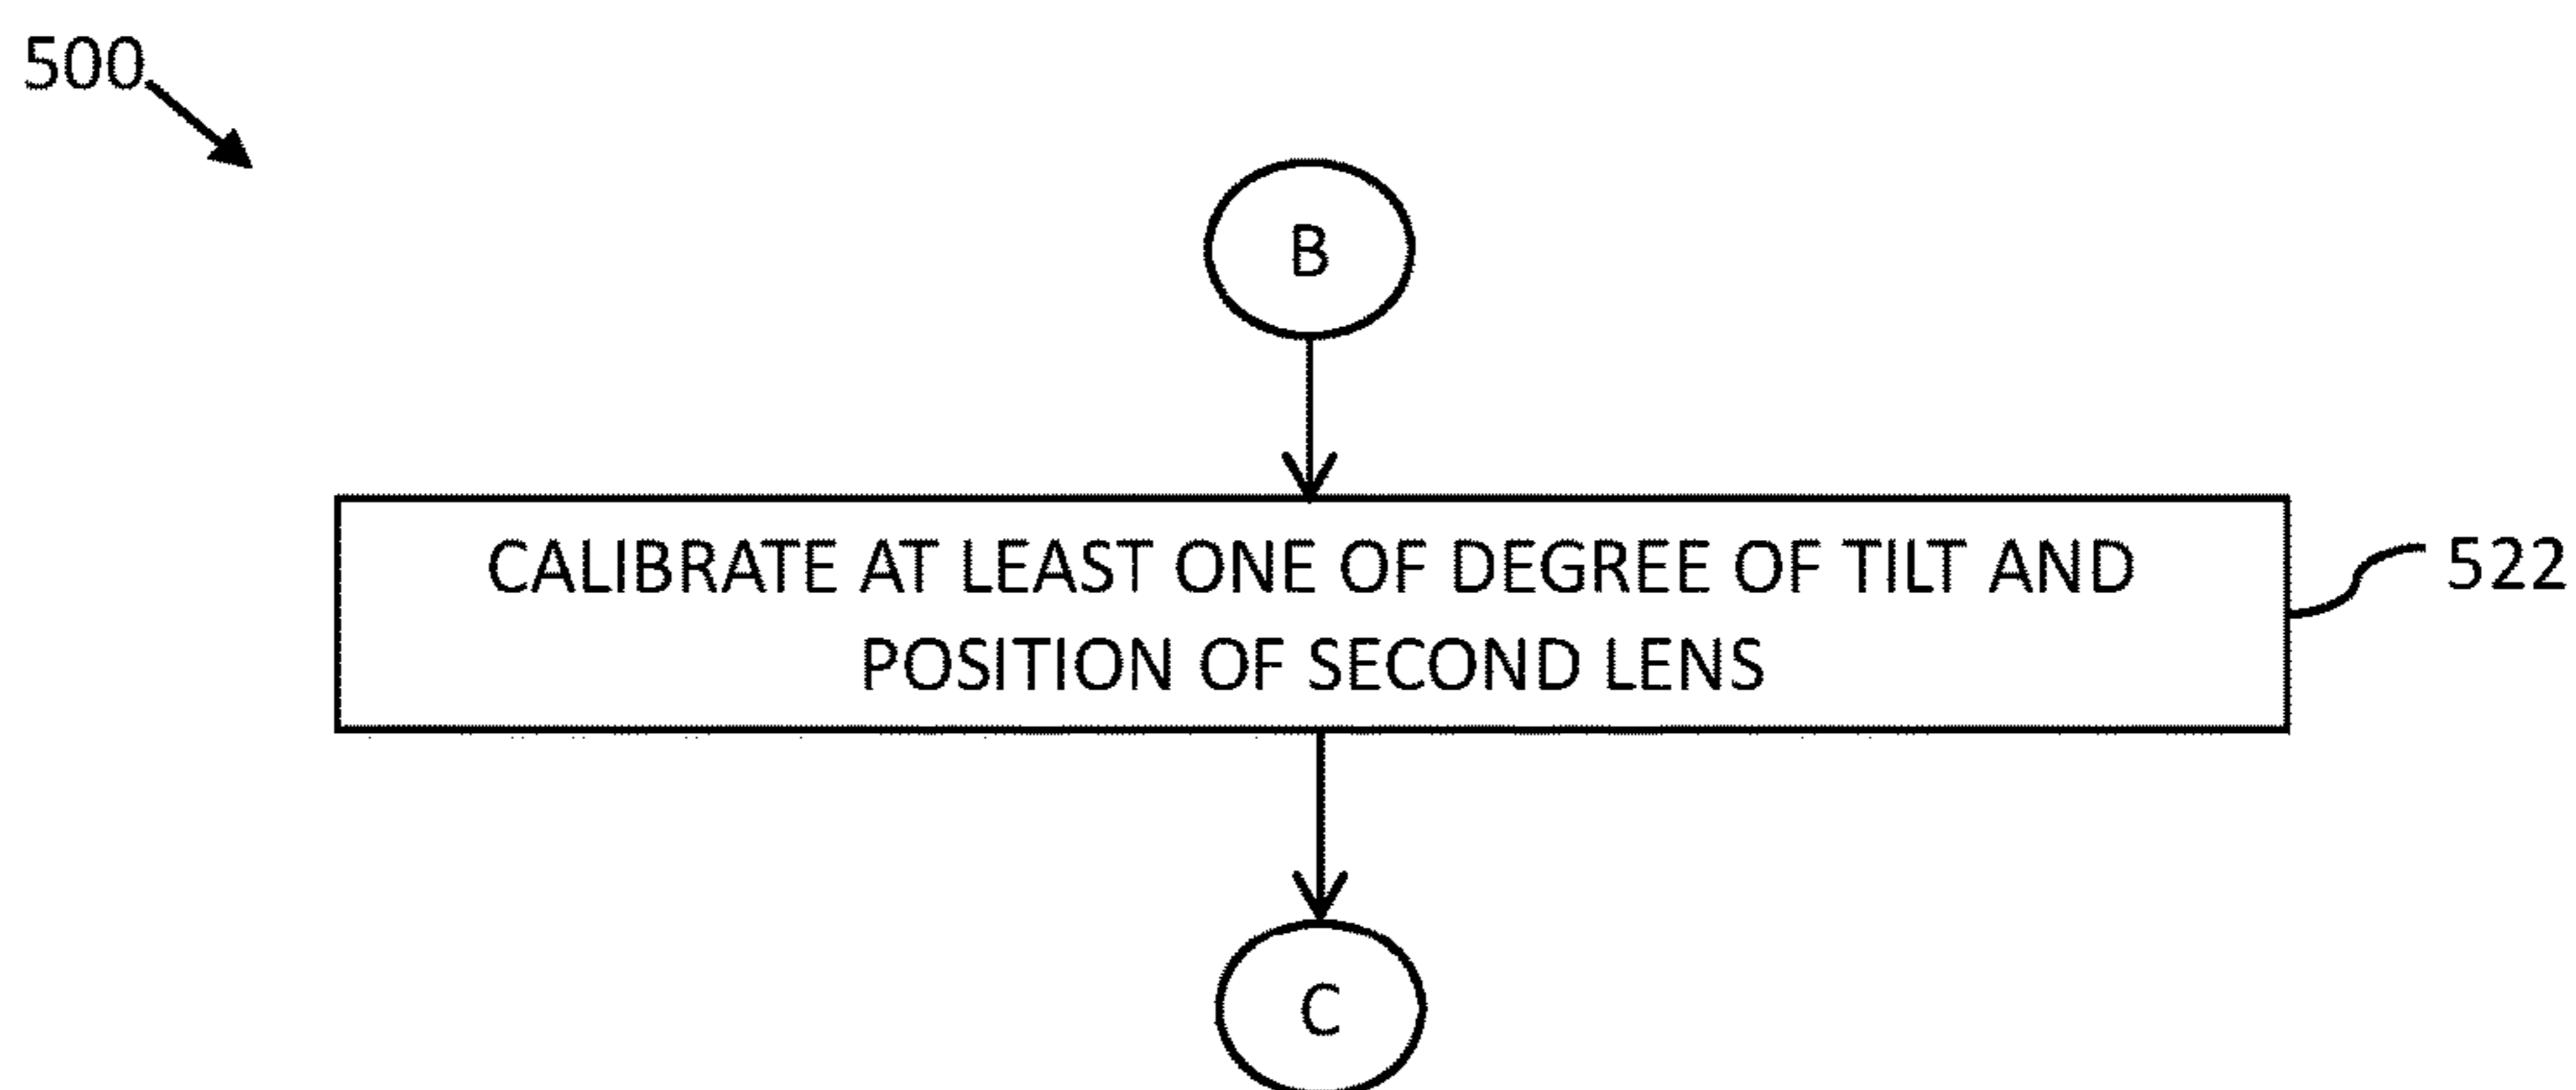 500
B
CALIBRATE AT LEAST ONE OF DEGREE OF TILT AND
POSITION OF SECOND LENS
522
C